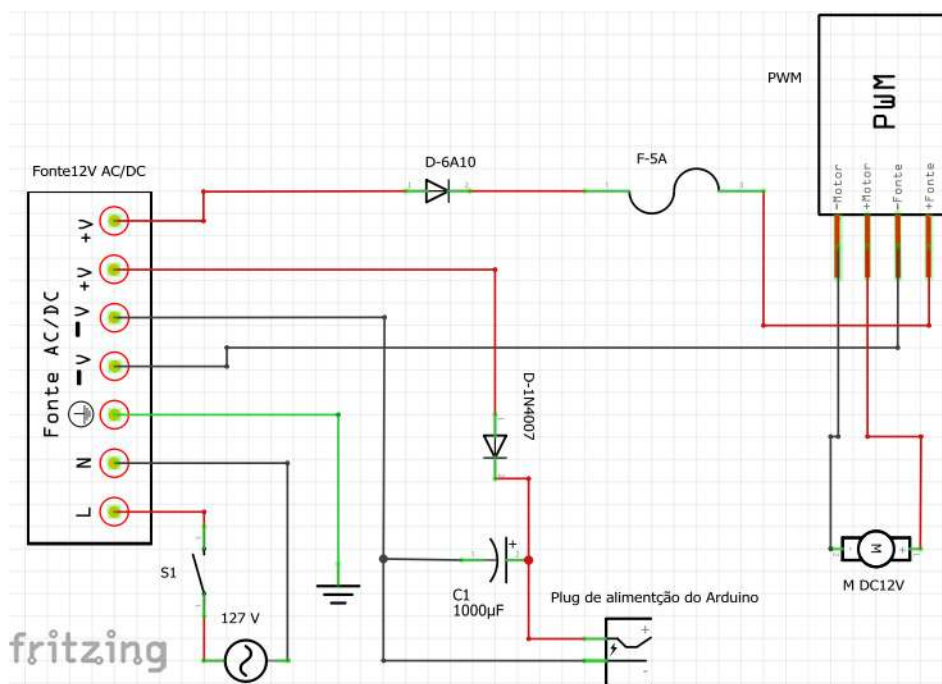 PWM
PWM
-Motor
+Motor
-Fonte
+Fonte
D-6A10
F-5A
Fonte12V AC/DC
Fonte AC/DC
+V
+V
-V
-V
N
L
D-1N4007
S1
127 V
+
C1
1000µF
Plug de alimentção do Arduino
+
-
- M +
M DC12V
fritzing